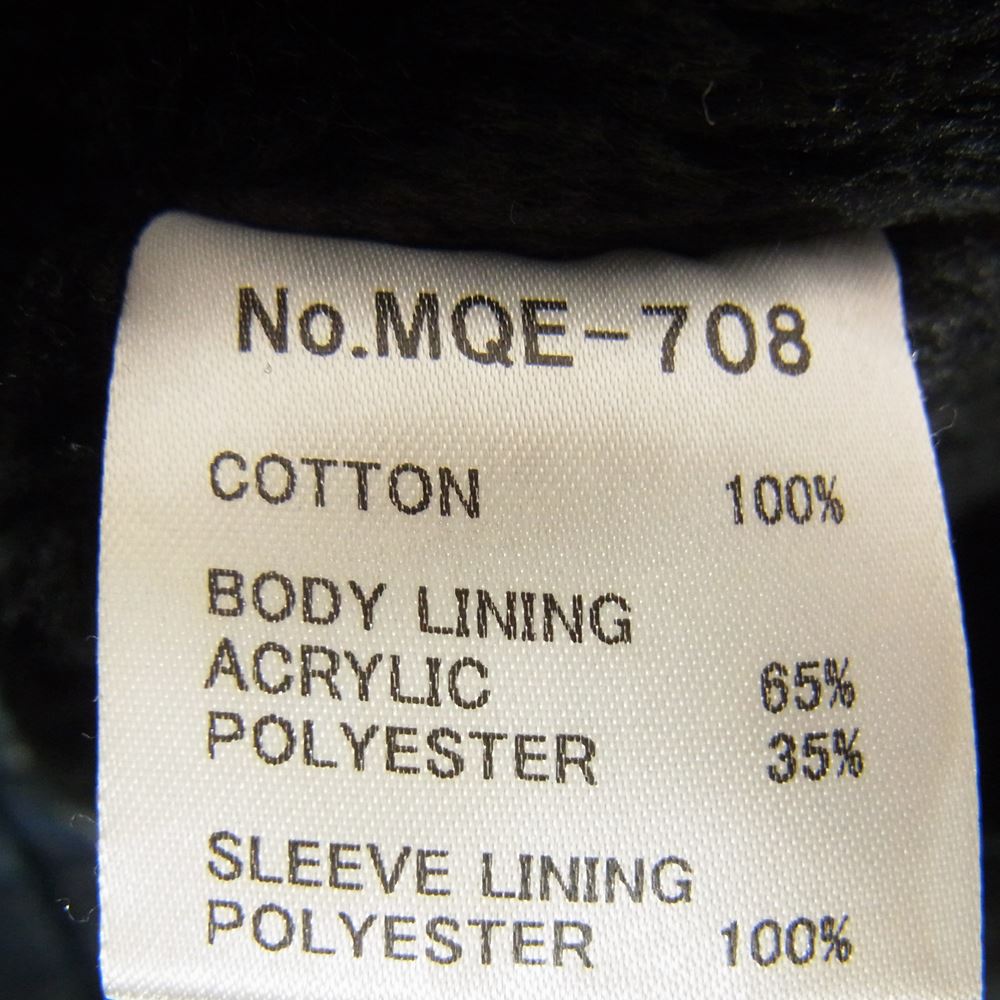 No.MQE-708
COTTON 100%
BODY LINING
ACRYLIC 65%
POLYESTER 35%
SLEEVE LINING
POLYESTER 100%